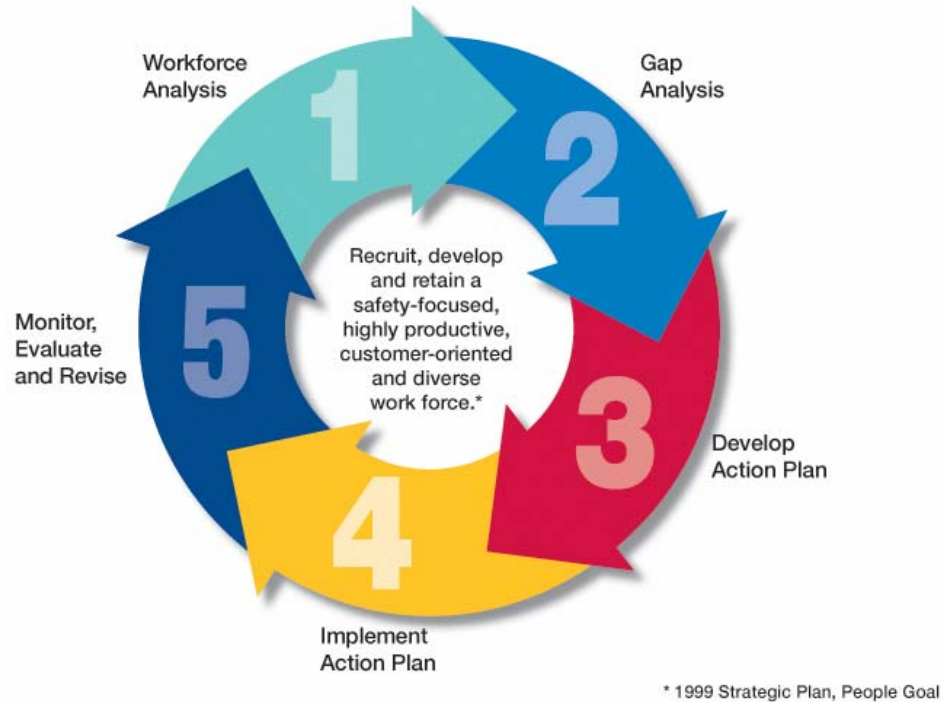 Workforce
Analysis
1
Gap
Analysis
2
Recruit, develop
and retain a
safety-focused,
highly productive,
customer-oriented
and diverse
work force.*
3
Develop
Action Plan
4
Implement
Action Plan
5
Monitor,
Evaluate
and Revise
* 1999 Strategic Plan, People Goal